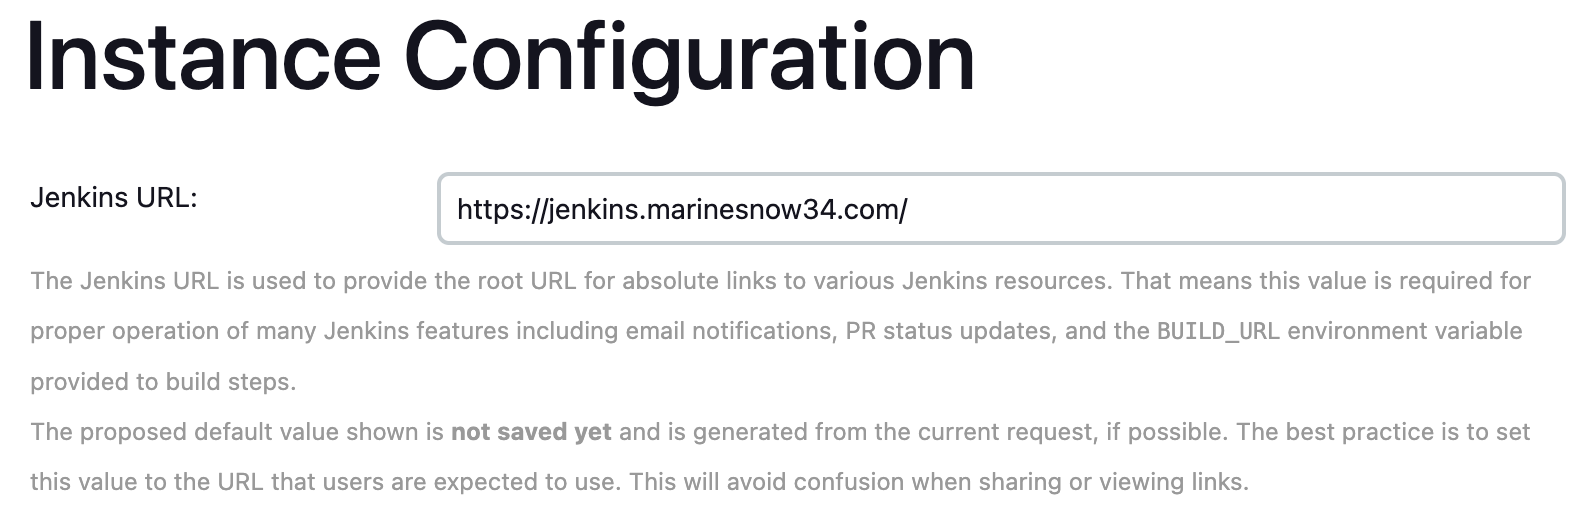 Instance Configuration
Jenkins URL:
https://jenkins.marinesnow34.com/
The Jenkins URL is used to provide the root URL for absolute links to various Jenkins resources. That means this value is required for
proper operation of many Jenkins features including email notifications, PR status updates, and the BUILD_URL environment variable
provided to build steps.
The proposed default value shown is not saved yet and is generated from the current request, if possible. The best practice is to set
this value to the URL that users are expected to use. This will avoid confusion when sharing or viewing links.